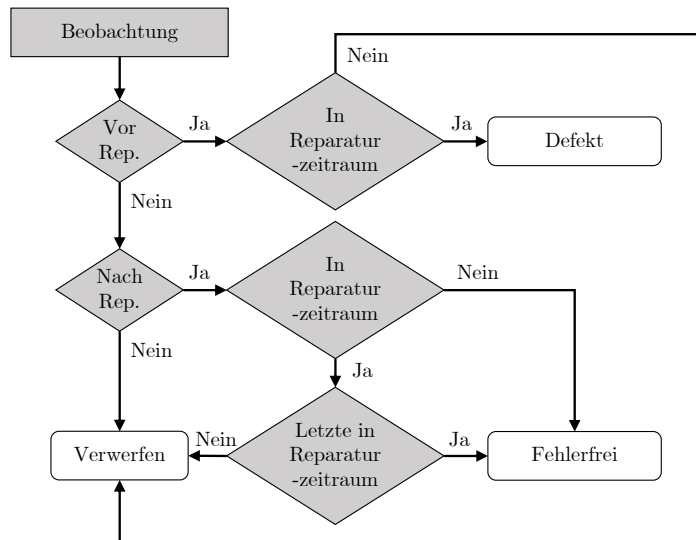 Beobachtung
Nein
Vor
Rep.
Ja
In
Reparatur
-zeitraum
Ja
Defekt
Nein
Nach
Rep.
Ja
In
Reparatur
-zeitraum
Nein
Nein
Ja
Verwerfen
Nein
Letzte in
Reparatur
-zeitraum
Ja
Fehlerfrei